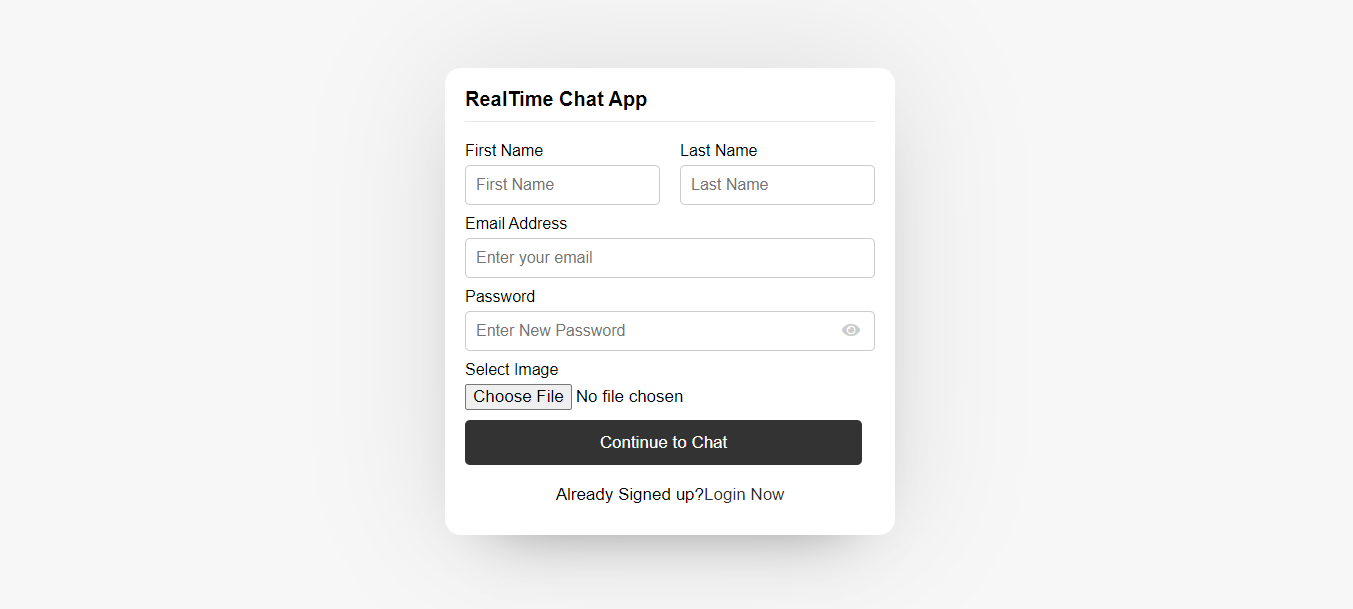 RealTime Chat App
First Name Last Name
First Name Last Name
Email Address
Enter your email
Password
Enter New Password
Select Image
Choose File No file chosen
Continue to Chat
Already Signed up?Login Now